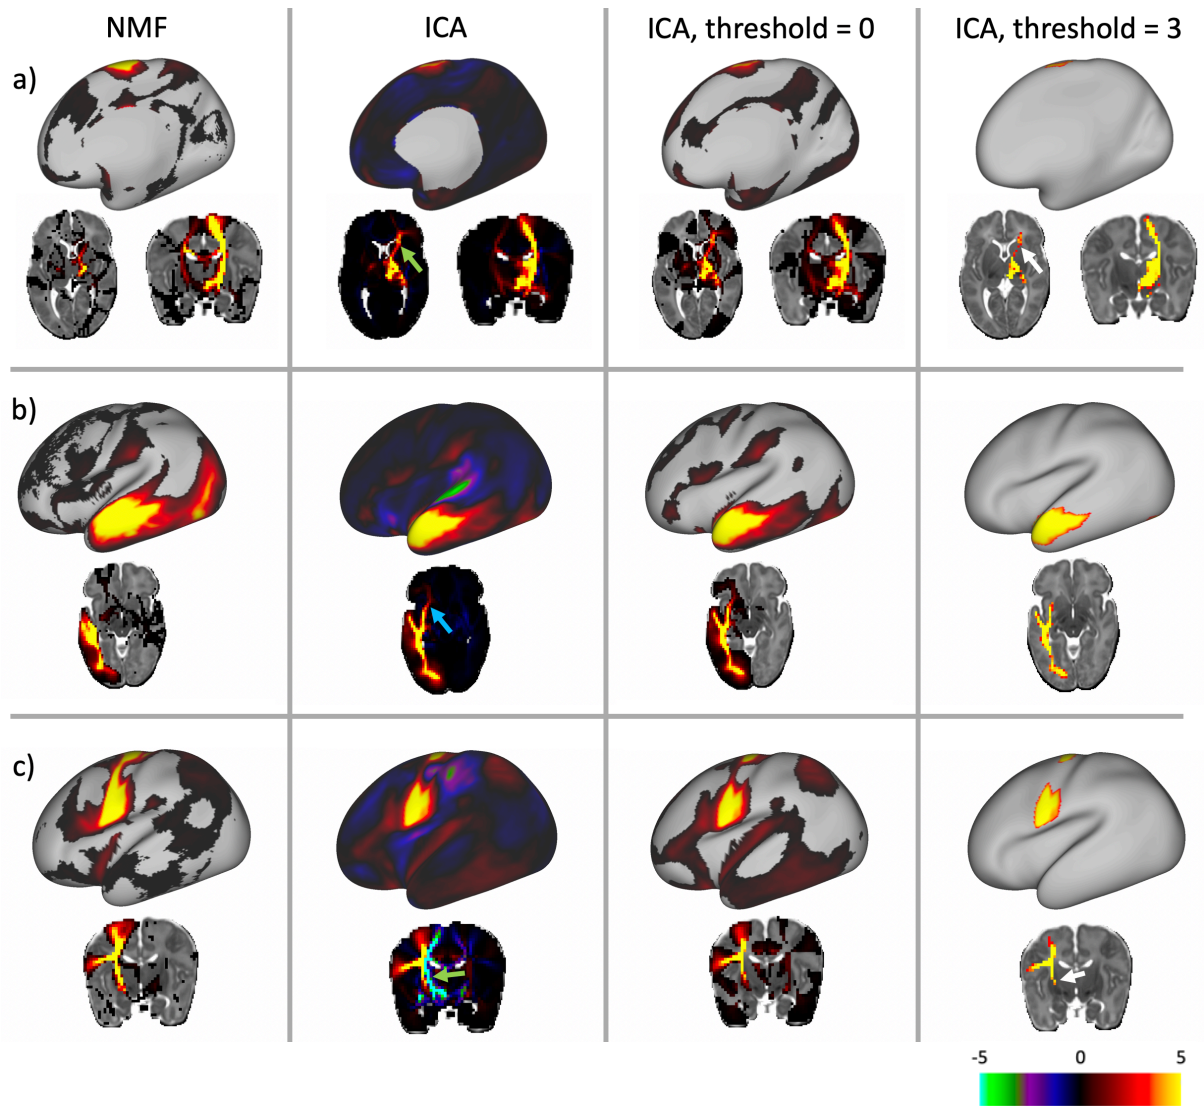 NMF ICA ICA, threshold = 0 ICA, threshold = 3
a)
b)
c)
-5 0 5